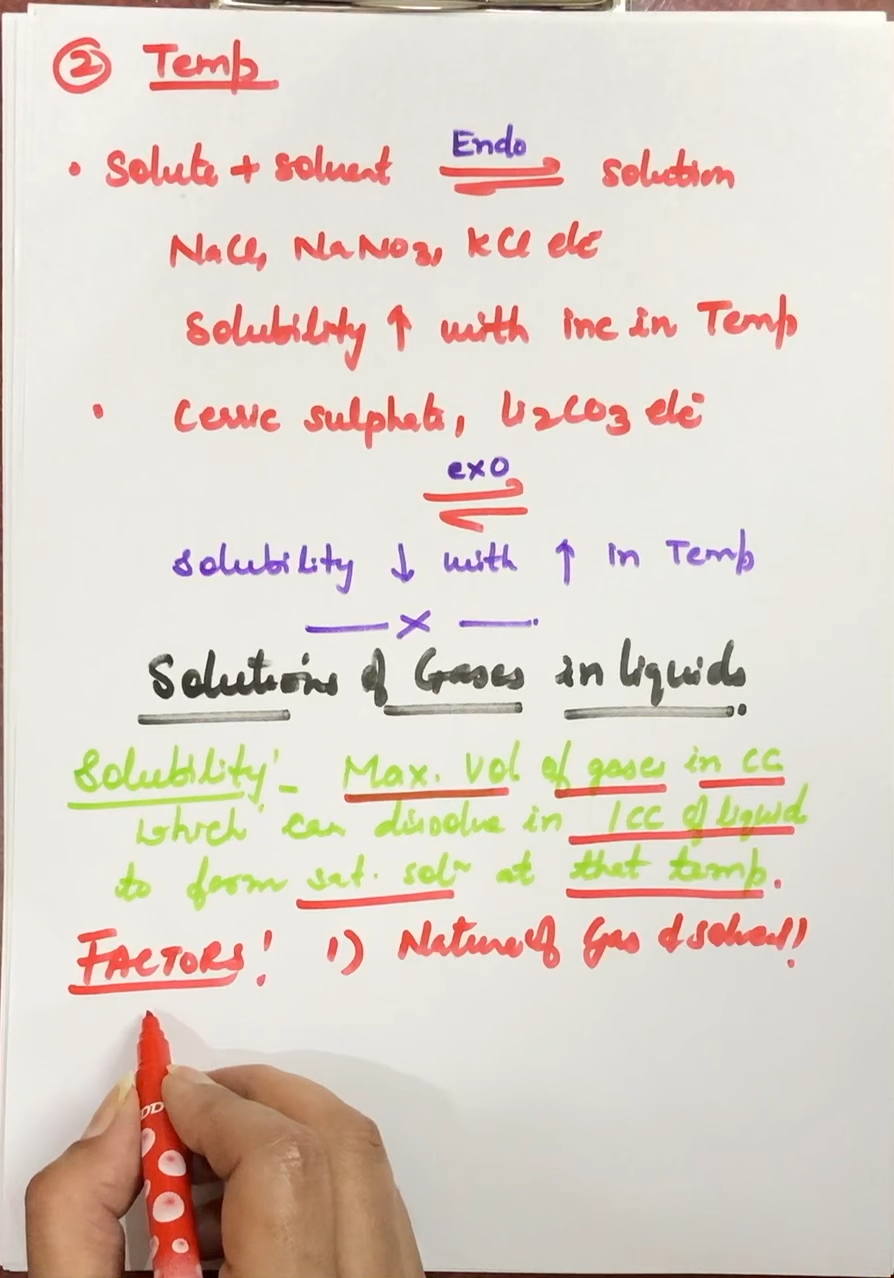 ② Temp
• Solute + solvent Endo ⇌ solution
NaCl, NaNO3, KCl etc
Solubility ↑ with inc in Temp
• Cerric sulphate, Li2CO3 etc
exo
⇌
Solubility ↓ with ↑ in Temp
— X —.
Solutions of Gases in liquids
Solubility:- Max. Vol of gases in CC
which can dissolve in 1CC of liquid
to form sat. solⁿ at that temp.
FACTORS: 1) Nature of Gas & solvent:
DD